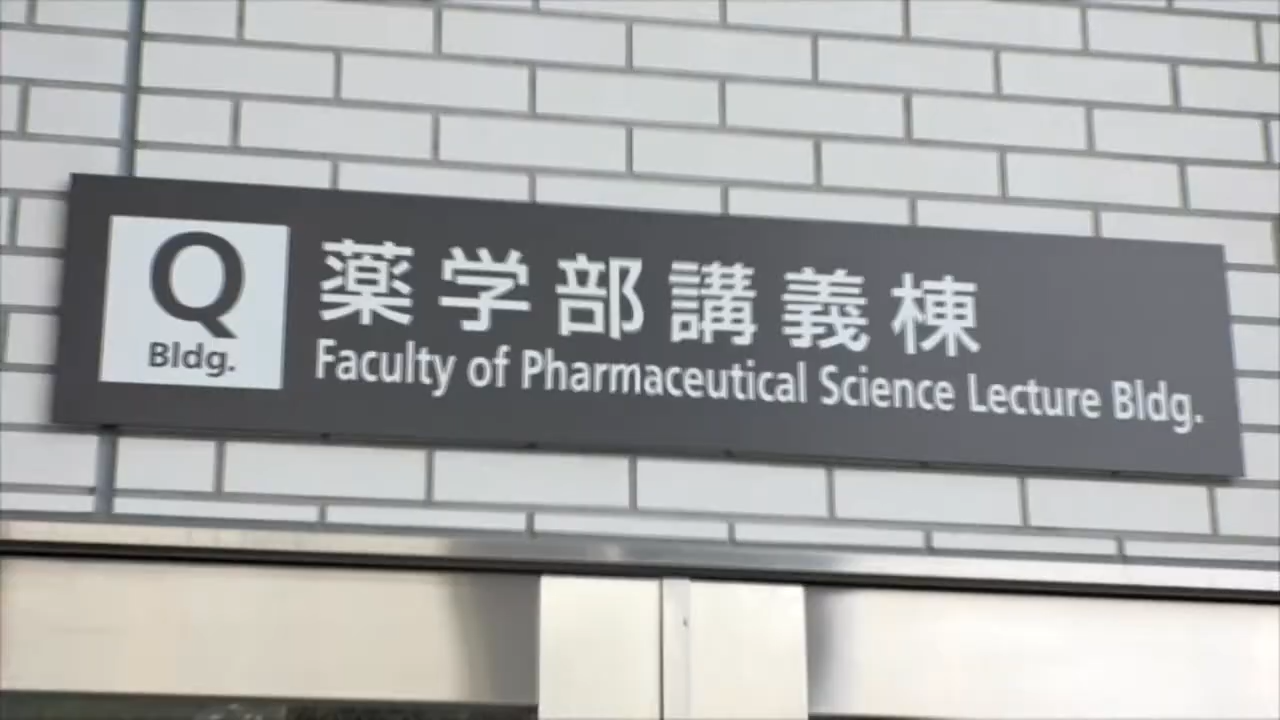 Q
Bldg.
薬学部講義棟
Faculty of Pharmaceutical Science Lecture Bldg.